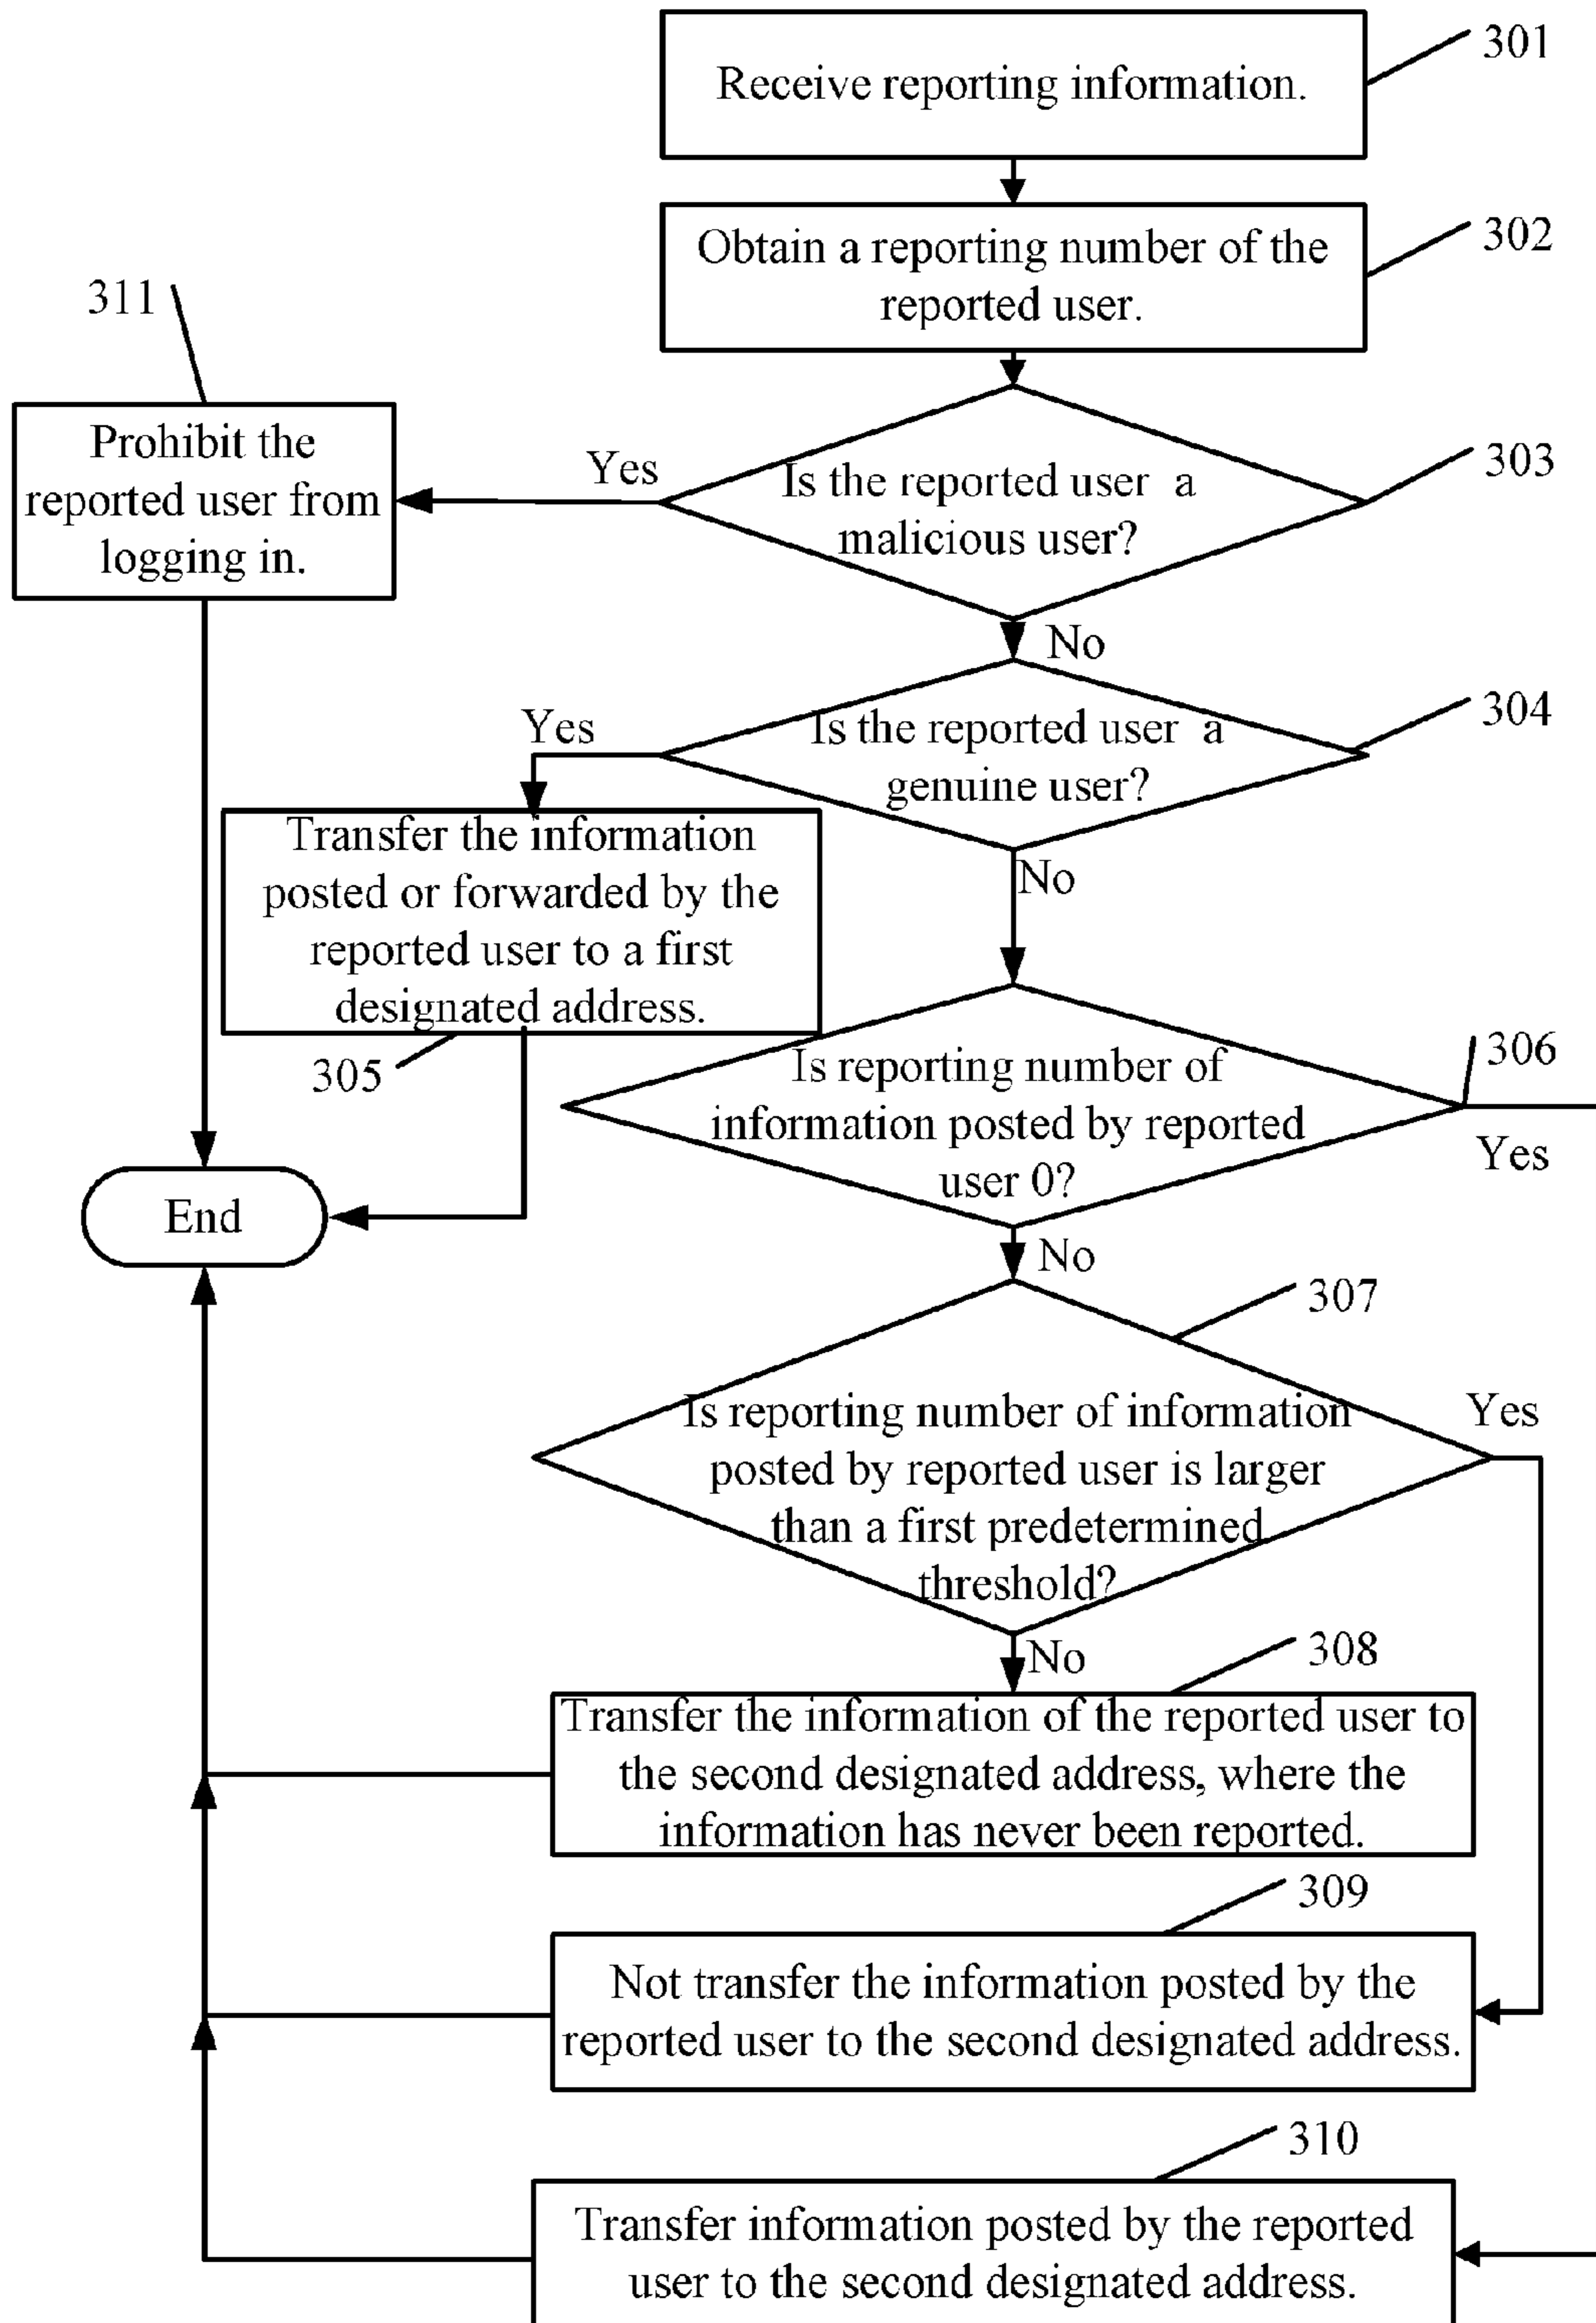 301
Receive reporting information.
302
Obtain a reporting number of the
reported user.
311
Prohibit the
reported user from
logging in.
Yes
303
Is the reported user a
malicious user?
No
304
Yes
Is the reported user a
genuine user?
Transfer the information
posted or forwarded by the
reported user to a first
designated address.
No
305
306
Is reporting number of
information posted by reported
user 0?
Yes
End
No
307
Is reporting number of information
posted by reported user is larger
than a first predetermined
threshold?
Yes
No
308
Transfer the information of the reported user to
the second designated address, where the
information has never been reported.
309
Not transfer the information posted by the
reported user to the second designated address.
310
Transfer information posted by the reported
user to the second designated address.